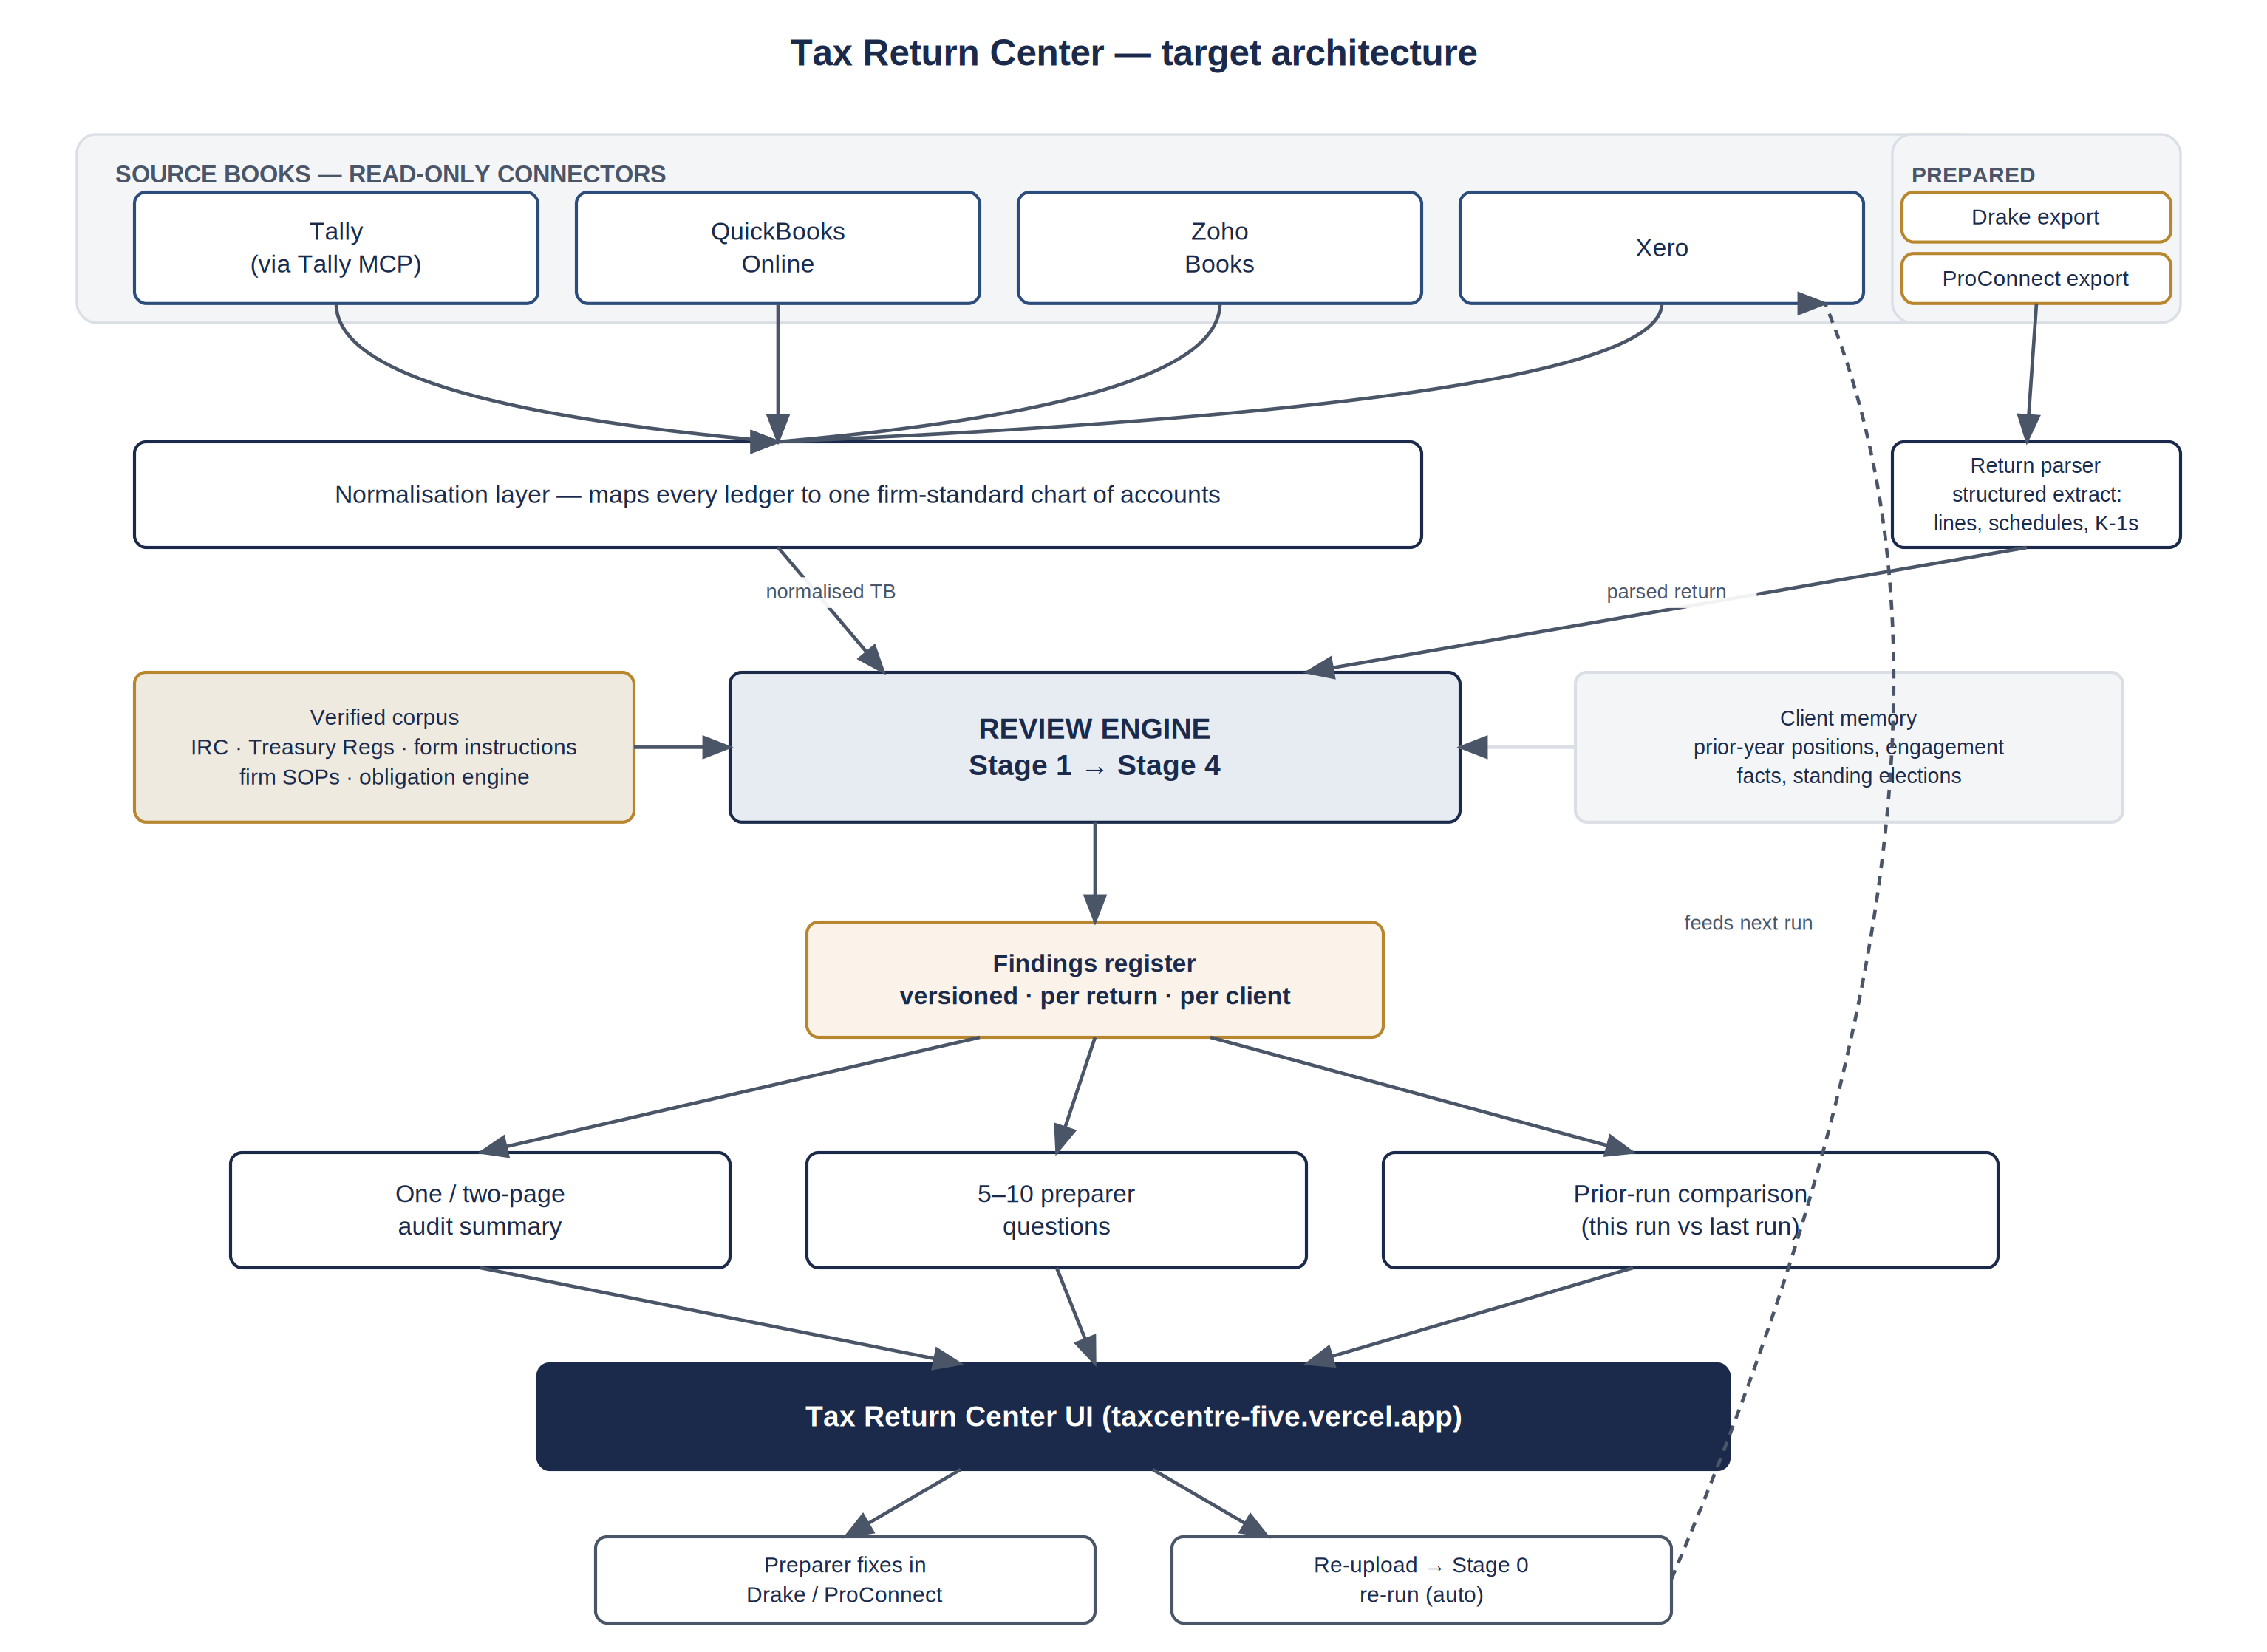 Tax Return Center — target architecture
SOURCE BOOKS — READ-ONLY CONNECTORS
PREPARED
Tally
(via Tally MCP)
QuickBooks
Online
Zoho
Books
Xero
Drake export
ProConnect export
Normalisation layer — maps every ledger to one firm-standard chart of accounts
Return parser
structured extract:
lines, schedules, K-1s
normalised TB
parsed return
Verified corpus
IRC · Treasury Regs · form instructions
firm SOPs · obligation engine
REVIEW ENGINE
Stage 1 → Stage 4
Client memory
prior-year positions, engagement
facts, standing elections
feeds next run
Findings register
versioned · per return · per client
One / two-page
audit summary
5–10 preparer
questions
Prior-run comparison
(this run vs last run)
Tax Return Center UI (taxcentre-five.vercel.app)
Preparer fixes in
Drake / ProConnect
Re-upload → Stage 0
re-run (auto)